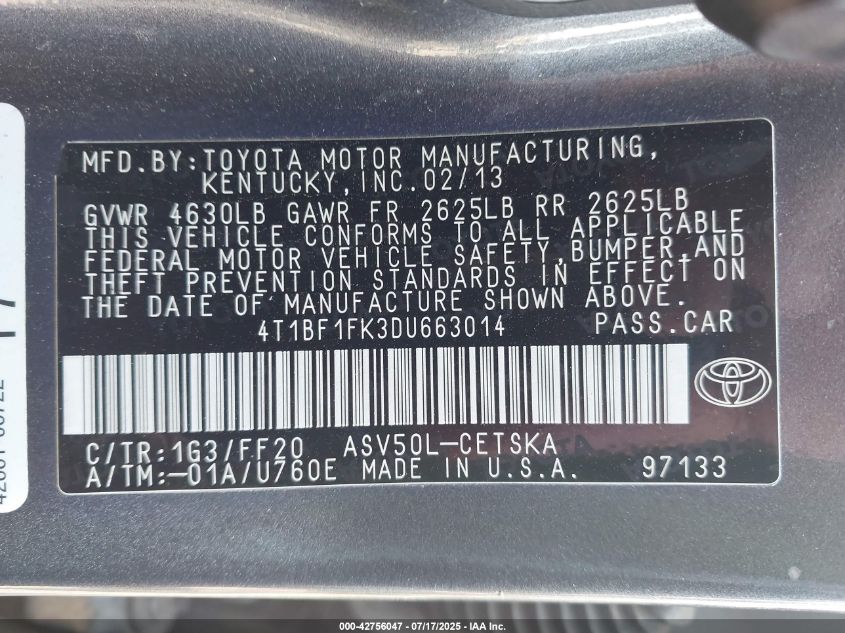 MFD.BY:TOYOTA MOTOR MANUFACTURING,
KENTUCKY,INC.02/13
GVWR 4630LB GAWR FR 2625LB RR 2625LB
THIS VEHICLE CONFORMS TO ALL APPLICABLE
FEDERAL MOTOR VEHICLE SAFETY,BUMPER,AND
THEFT PREVENTION STANDARDS IN EFFECT ON
THE DATE OF MANUFACTURE SHOWN ABOVE.
4T1BF1FK3DU663014 PASS.CAR
C/TR:1G3/FF20 ASV50L-CETSKA
A/TM:-01A/U760E MADE IN U.S.A. 97133
000-42756047 / 07/17/2025 - IAA Inc.